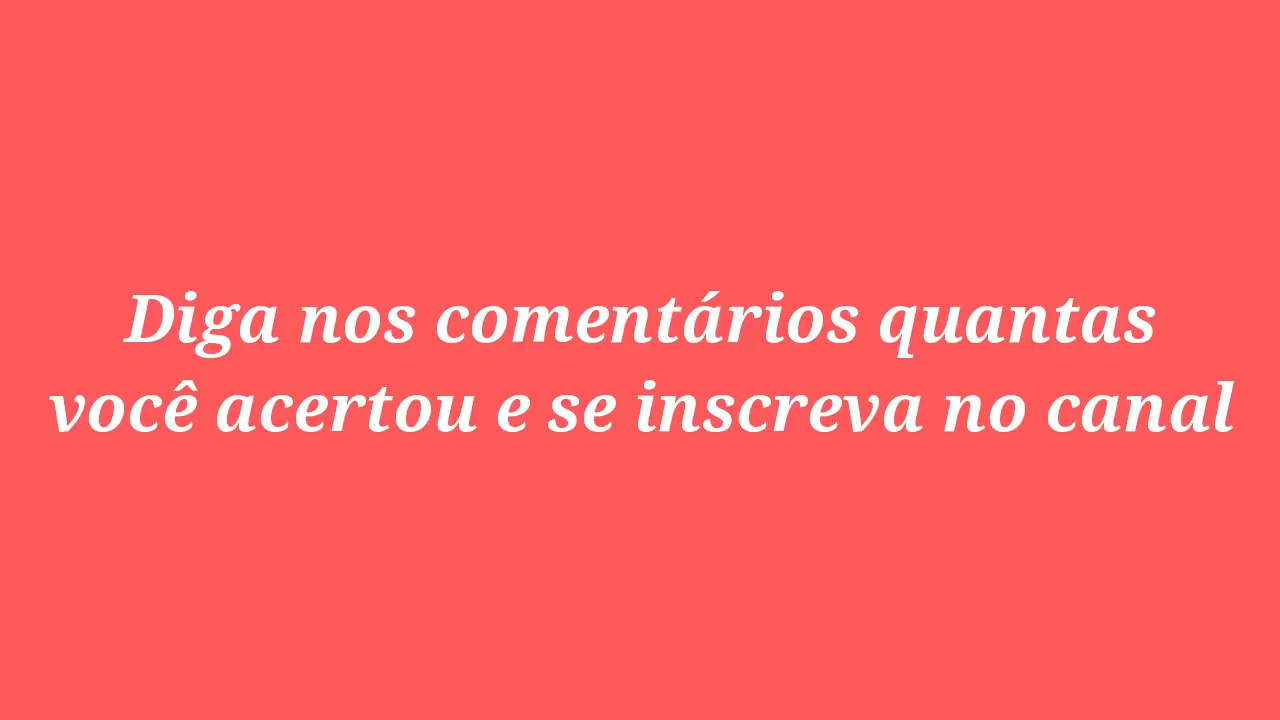 Diga nos comentários quantas
você acertou e se inscreva no canal